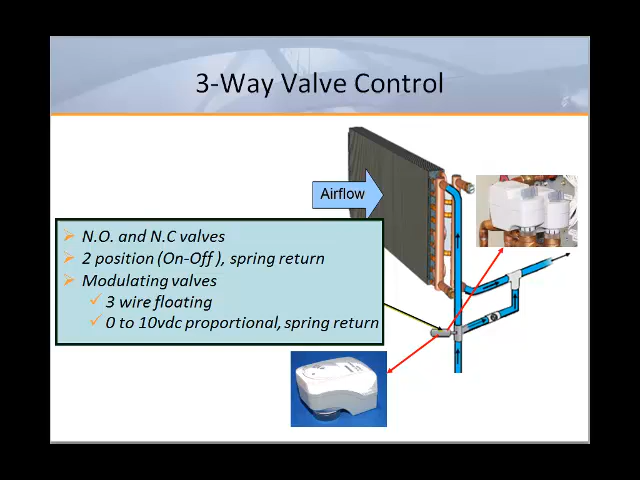 3-Way Valve Control
Airflow
N.O. and N.C valves
2 position (On-Off ), spring return
Modulating valves
3 wire floating
0 to 10vdc proportional, spring return